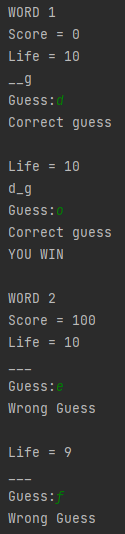 WORD 1
Score = 0
Life = 10
__g
Guess:d
Correct guess

Life = 10
d_g
Guess:o
Correct guess
YOU WIN

WORD 2
Score = 100
Life = 10
___
Guess:e
Wrong Guess

Life = 9
___
Guess:f
Wrong Guess